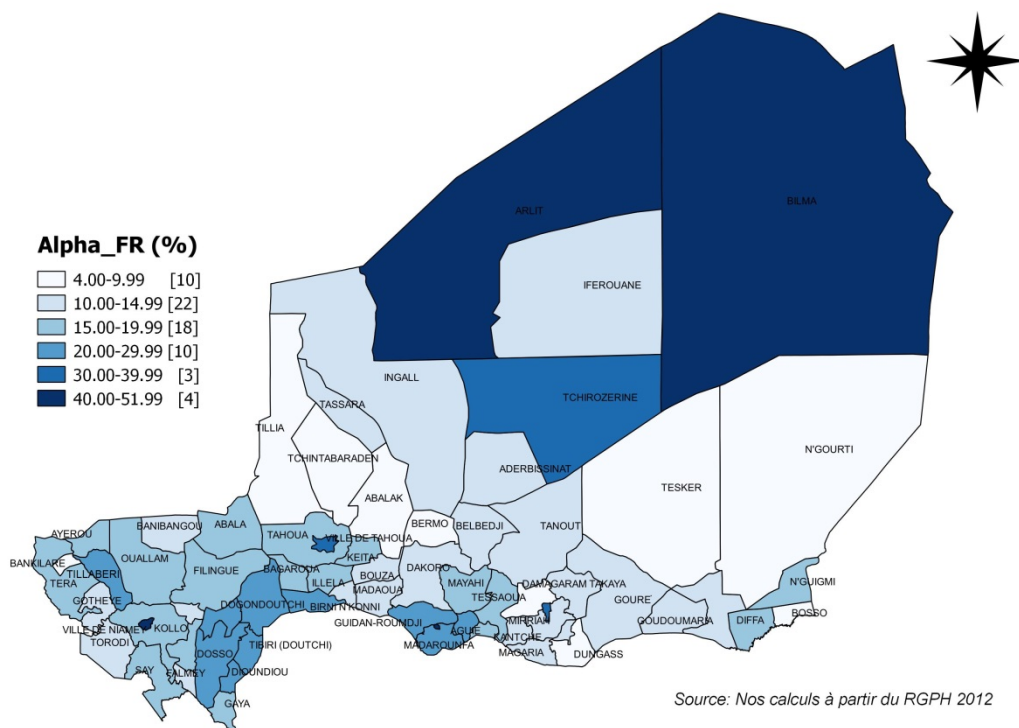 ARLIT
BILMA
Alpha_FR (%)
4.00-9.99 [10]
10.00-14.99 [22]
15.00-19.99 [18]
20.00-29.99 [10]
30.00-39.99 [3]
40.00-51.99 [4]
IFEROUANE
INGALL
TCHIROZERINE
TASSARA
TILLIA
N'GOURTI
TCHINTABARADEN
ADERBISSINAT
TESKER
ABALAK
BERMO
BELBEDJI
TANOUT
BANIBANGOU
ABALA
AYEROU
TAHOUA
VILLE DE TAHOUA
OUALLAM
KEITA
BANKILARE
TERA
TILLABERI
FILINGUE
BAGAROUA
ILLELA
BOUZA
MADAOUA
DAKORO
MAYAHI
TESSAOUA
DAMAGARAM TAKAYA
GOURE
N'GUIGMI
GOTHEYE
DOGONDOUTCHI
BIRNI N'KONNI
GUIDAN-ROUNDJI
GOUDOUMARIA
BOSSO
DIFFA
VILLE DE NIAMEY
KOLLO
TORODI
DOSSO
TIBIRI (DOUTCHI)
MADAROUNFA
AGUIE
MIRRIAH
KANTCHE
MAGARIA
DUNGASS
SAY
FALMEY
DIOUNDIOU
GAYA
Source: Nos calculs à partir du RGPH 2012